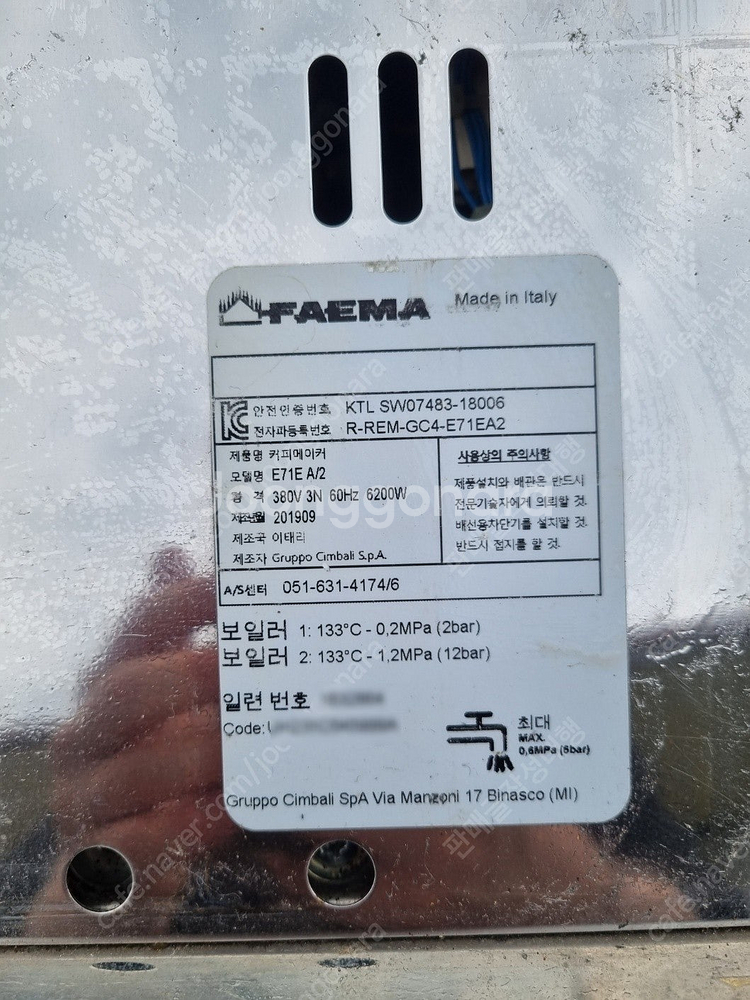 FAEMA Made in Italy
안전인증번호 KTL SW07483-18006
전자파등록번호 R-REM-GC4-E71EA2
제품명 커피메이커
모델명 E71E A/2
정 격 380V 3N 60Hz 6200W
제조년월 201909
제조국 이태리
제조자 Gruppo Cimbali S.p.A.
사용상의 주의사항
제품설치와 배관은 반드시
전문기술자에게 의뢰할 것.
배선용차단기를 설치할 것.
반드시 접지를 할 것.
A/S센터 051-631-4174/6
보일러 1: 133°C - 0,2MPa (2bar)
보일러 2: 133°C - 1,2MPa (12bar)
일련 번호
Code:
최대
MAX.
0,6MPa (6bar)
Gruppo Cimbali SpA Via Manzoni 17 Binasco (MI)
joonggonara